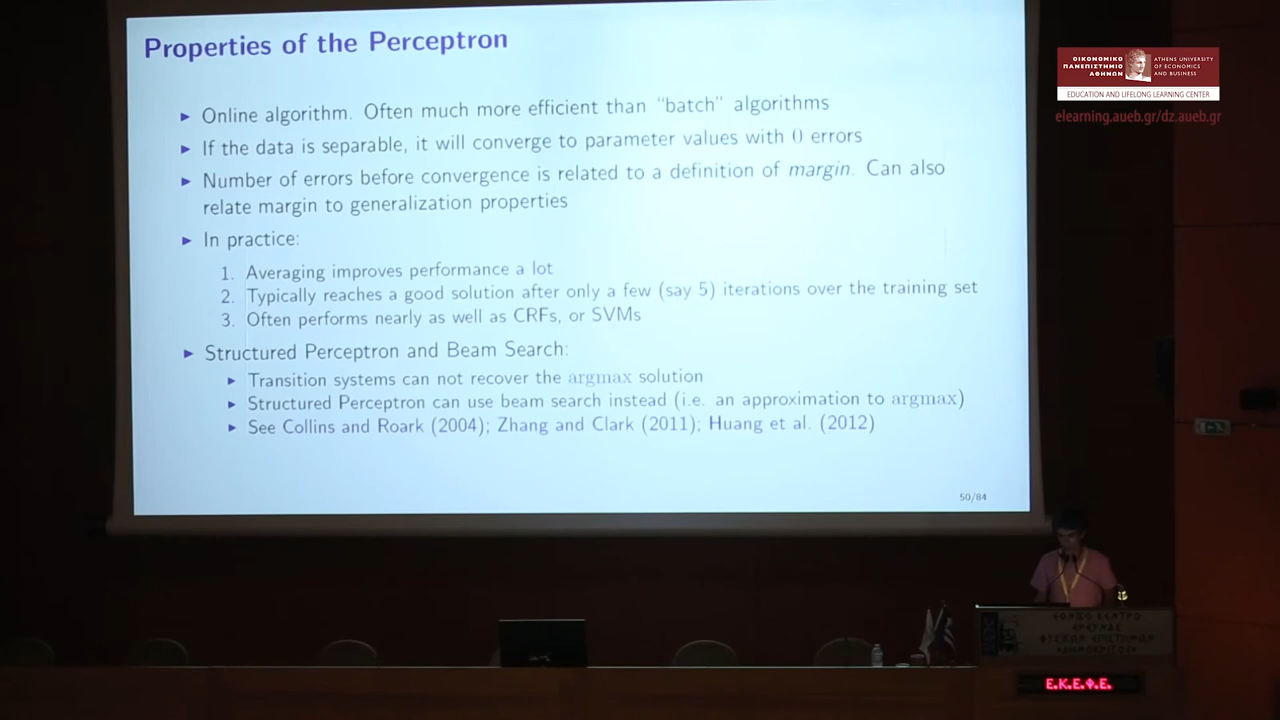 Properties of the Perceptron
► Online algorithm. Often much more efficient than “batch” algorithms
► If the data is separable, it will converge to parameter values with 0 errors
► Number of errors before convergence is related to a definition of margin. Can also
relate margin to generalization properties
► In practice:
1. Averaging improves performance a lot
2. Typically reaches a good solution after only a few (say 5) iterations over the training set
3. Often performs nearly as well as CRFs, or SVMs
► Structured Perceptron and Beam Search:
► Transition systems can not recover the argmax solution
► Structured Perceptron can use beam search instead (i.e. an approximation to argmax)
► See Collins and Roark (2004); Zhang and Clark (2011); Huang et al. (2012)
50/84
ΟΙΚΟΝΟΜΙΚΟ
ΠΑΝΕΠΙΣΤΗΜΙΟ
ΑΘΗΝΩΝ
ATHENS UNIVERSITY
OF ECONOMICS
AND BUSINESS
EDUCATION AND LIFELONG LEARNING CENTER
elearning.aueb.gr/dz.aueb.gr
ΕΘΝΙΚΟ ΚΕΝΤΡΟ
ΕΡΕΥΝΑΣ
ΦΥΣΙΚΩΝ ΕΠΙΣΤΗΜΩΝ
«ΔΗΜΟΚΡΙΤΟΣ»
Ε.Κ.Ε.Φ.Ε.